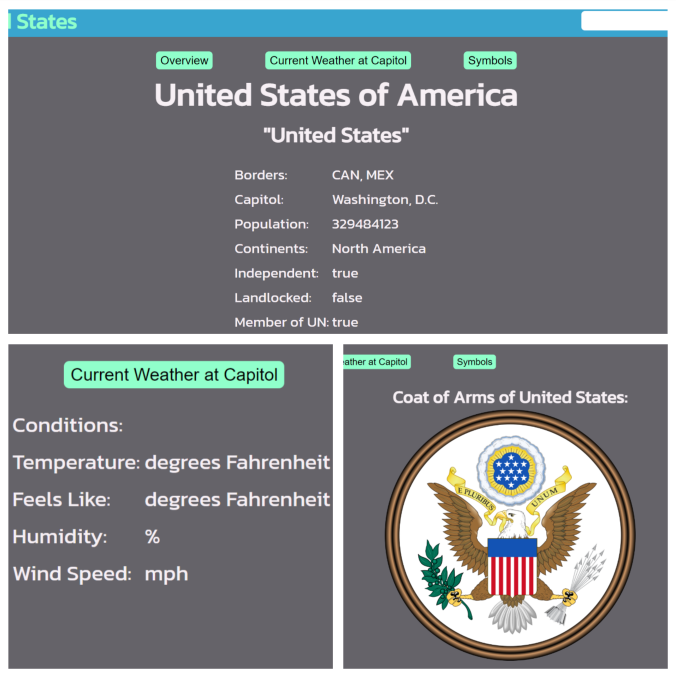 States
Overview
Current Weather at Capitol
Symbols
United States of America
"United States"
Borders: CAN, MEX
Capitol: Washington, D.C.
Population: 329484123
Continents: North America
Independent: true
Landlocked: false
Member of UN: true
Current Weather at Capitol
Conditions:
Temperature: degrees Fahrenheit
Feels Like: degrees Fahrenheit
Humidity: %
Wind Speed: mph
eather at Capitol
Symbols
Coat of Arms of United States:
E PLURIBUS UNUM